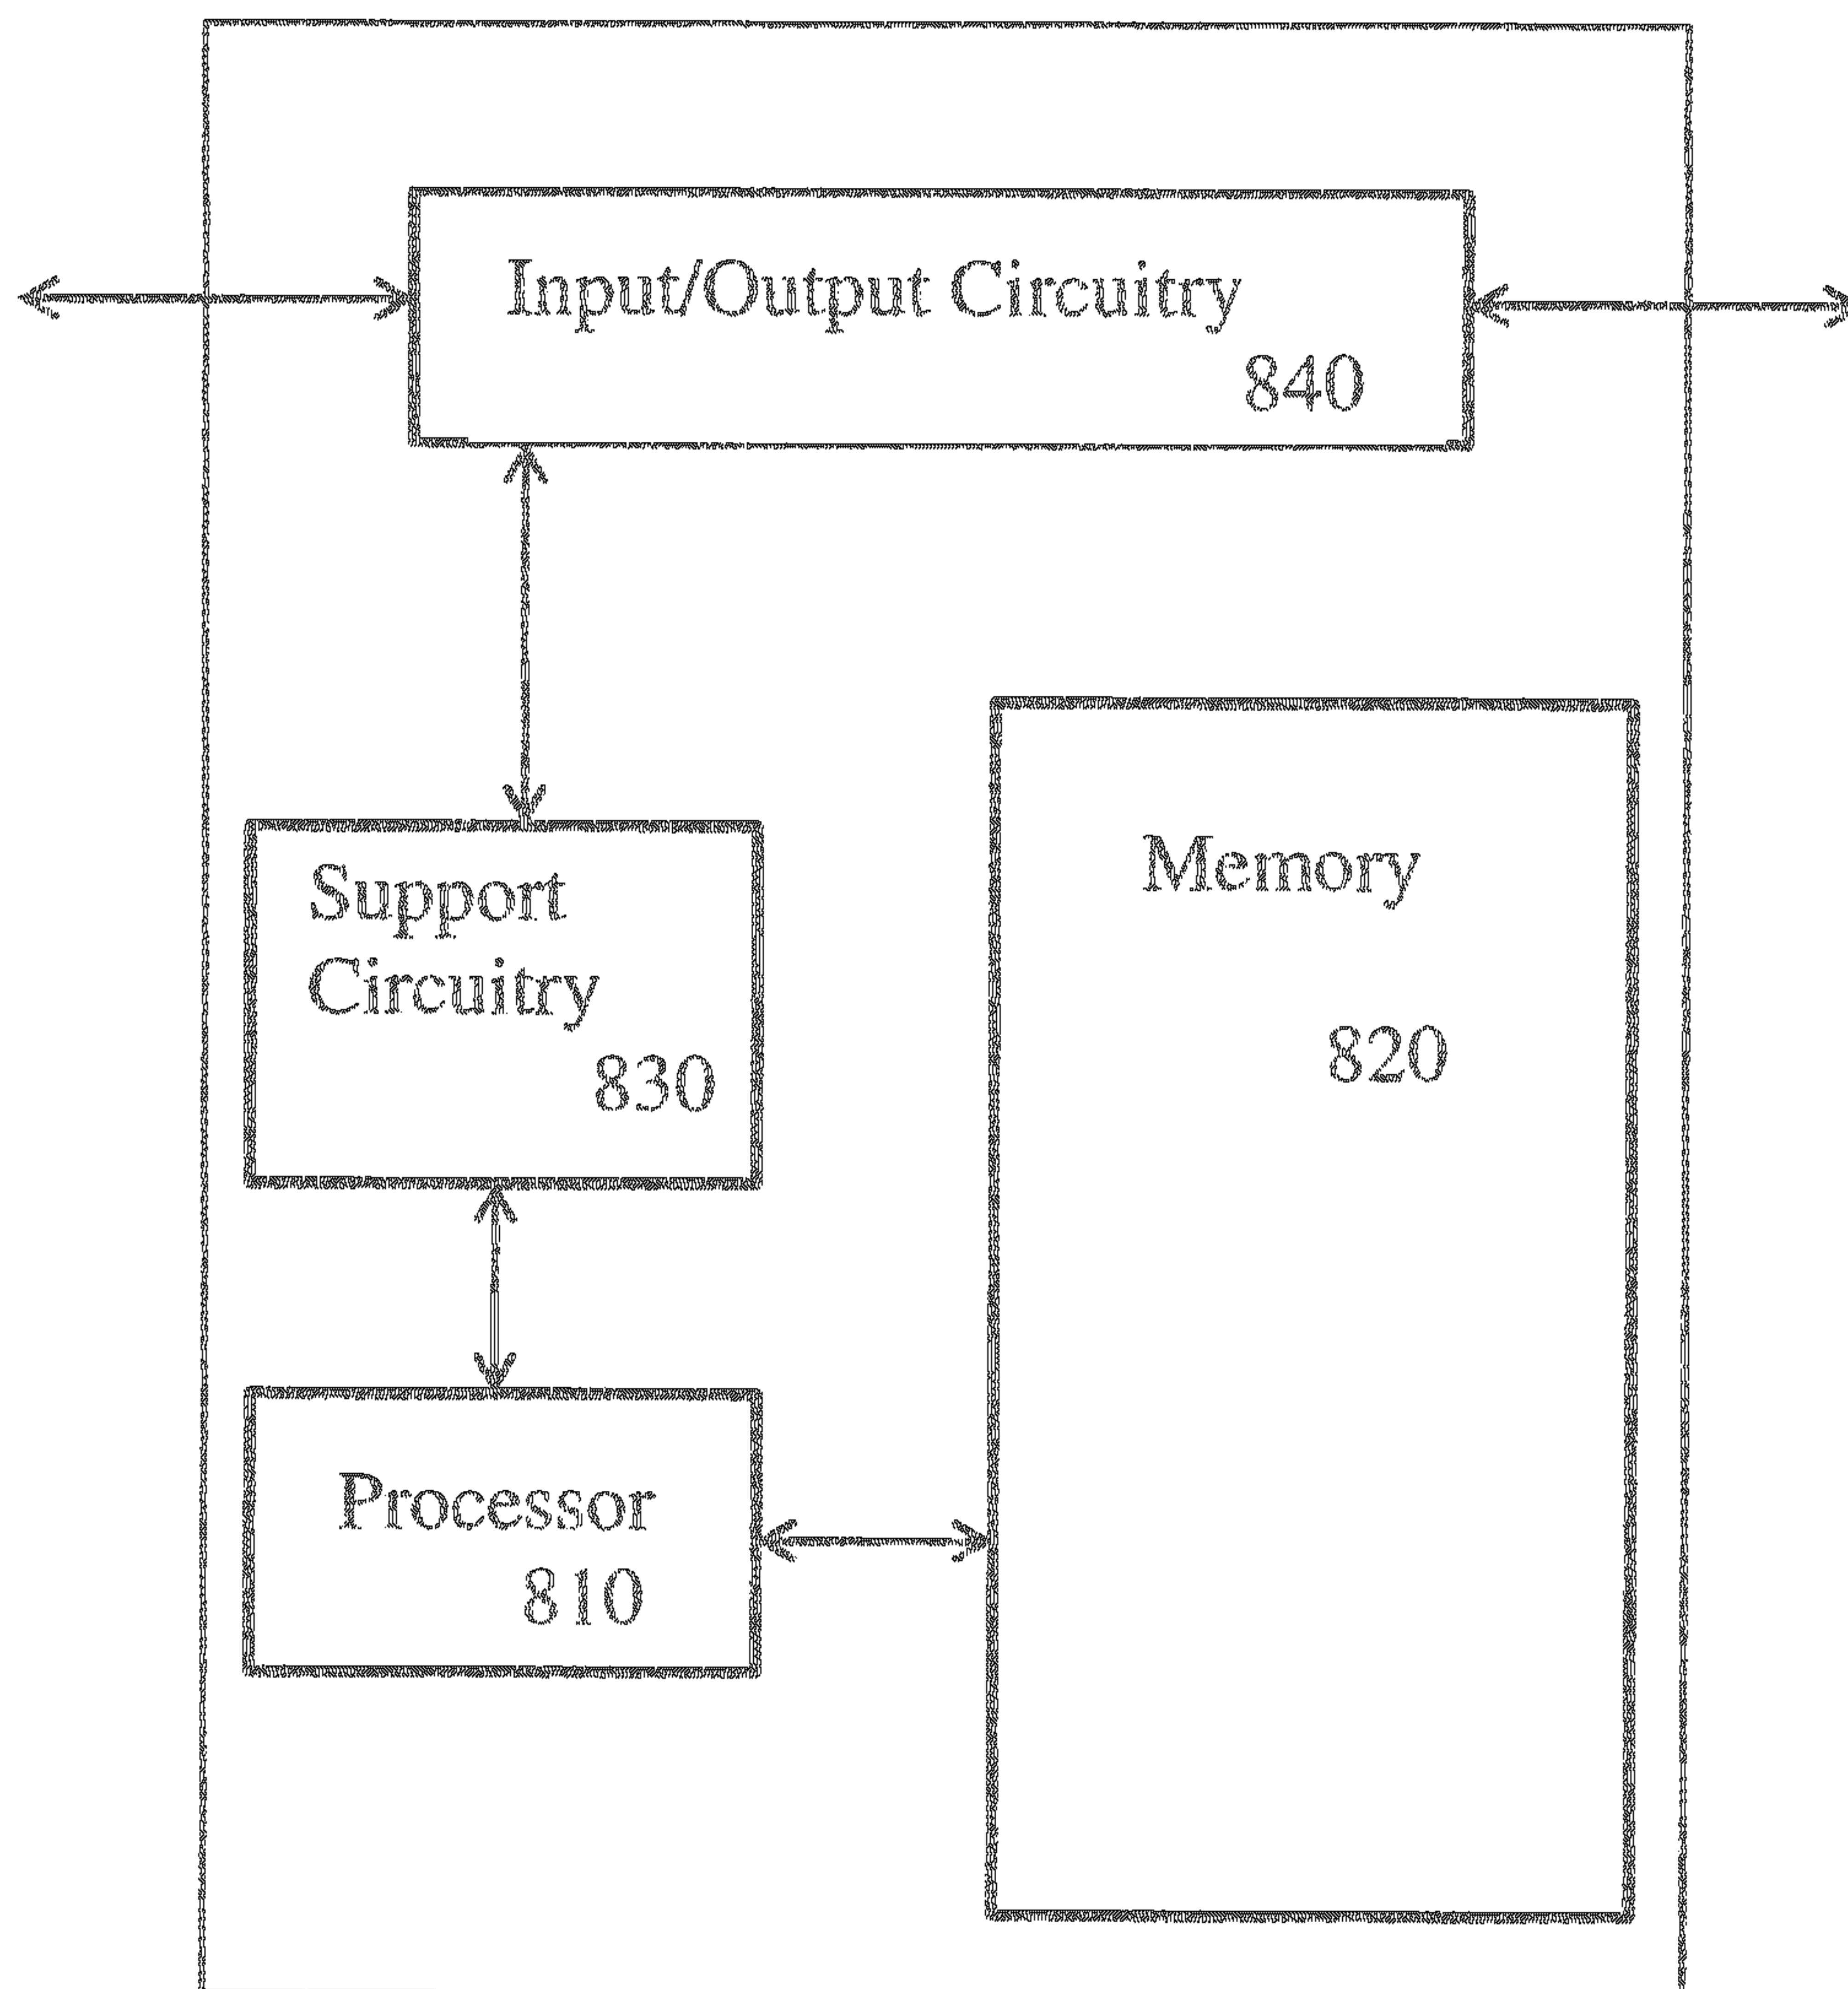 Input/Output Circuitry
840
Support
Circuitry
830
Memory
820
Processor
810